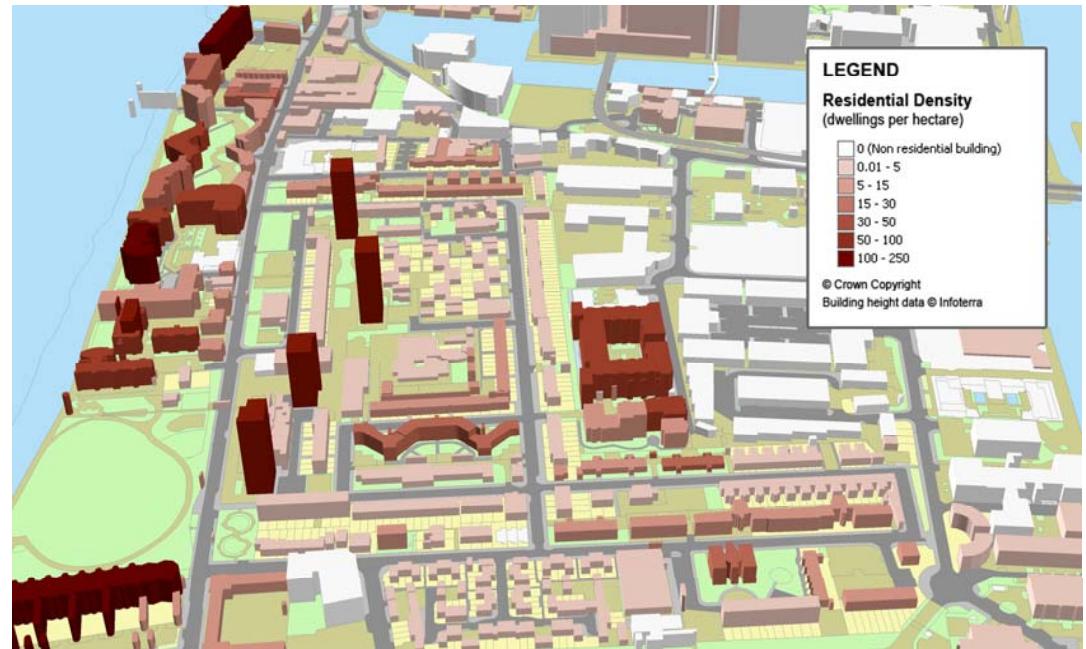 LEGEND
Residential Density
(dwellings per hectare)
0 (Non residential building)
0.01 - 5
5 - 15
15 - 30
30 - 50
50 - 100
100 - 250
© Crown Copyright
Building height data © Infoterra